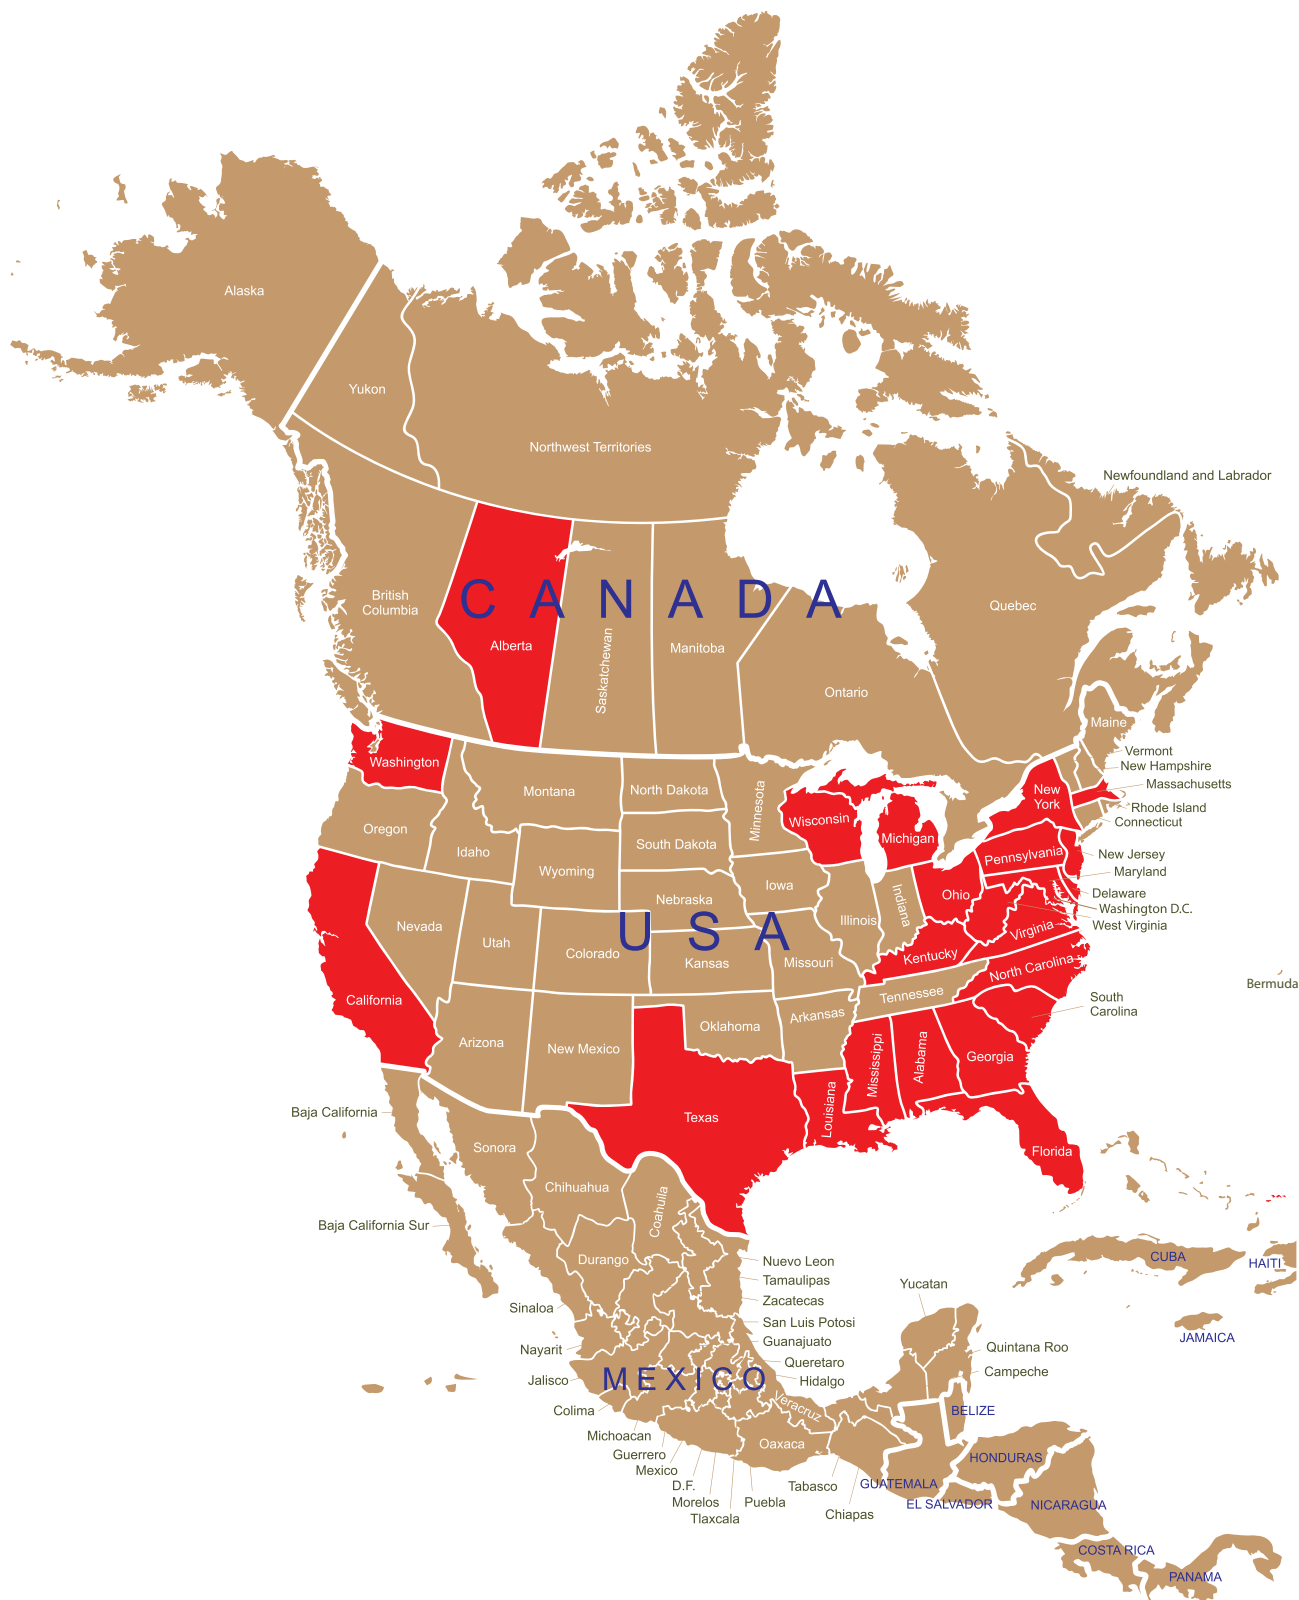 Alaska
Yukon
Northwest Territories
Newfoundland and Labrador
British
Columbia
CANADA
Quebec
Alberta
Saskatchewan
Manitoba
Ontario
Maine
Vermont
New Hampshire
Massachusetts
Rhode Island
Connecticut
Washington
Montana
North Dakota
Minnesota
Wisconsin
Michigan
New
York
Oregon
Idaho
Wyoming
South Dakota
Iowa
Nebraska
Illinois
Indiana
Ohio
Pennsylvania
New Jersey
Maryland
Delaware
Washington D.C.
West Virginia
Virginia
USA
Nevada
Utah
Colorado
Kansas
Missouri
Kentucky
North Carolina
Bermuda
California
Tennessee
South
Carolina
Arizona
New Mexico
Oklahoma
Arkansas
Mississippi
Alabama
Georgia
Texas
Louisiana
Florida
Baja California
Sonora
Chihuahua
Coahuila
Baja California Sur
Durango
Nuevo Leon
Tamaulipas
Zacatecas
San Luis Potosi
Guanajuato
Queretaro
Hidalgo
Yucatan
CUBA
HAITI
JAMAICA
Sinaloa
Nayarit
Jalisco
MEXICO
Colima
Michoacan
Guerrero
Mexico
D.F.
Morelos
Tlaxcala
Puebla
Veracruz
Oaxaca
Tabasco
Chiapas
Quintana Roo
Campeche
BELIZE
HONDURAS
GUATEMALA
EL SALVADOR
NICARAGUA
COSTA RICA
PANAMA